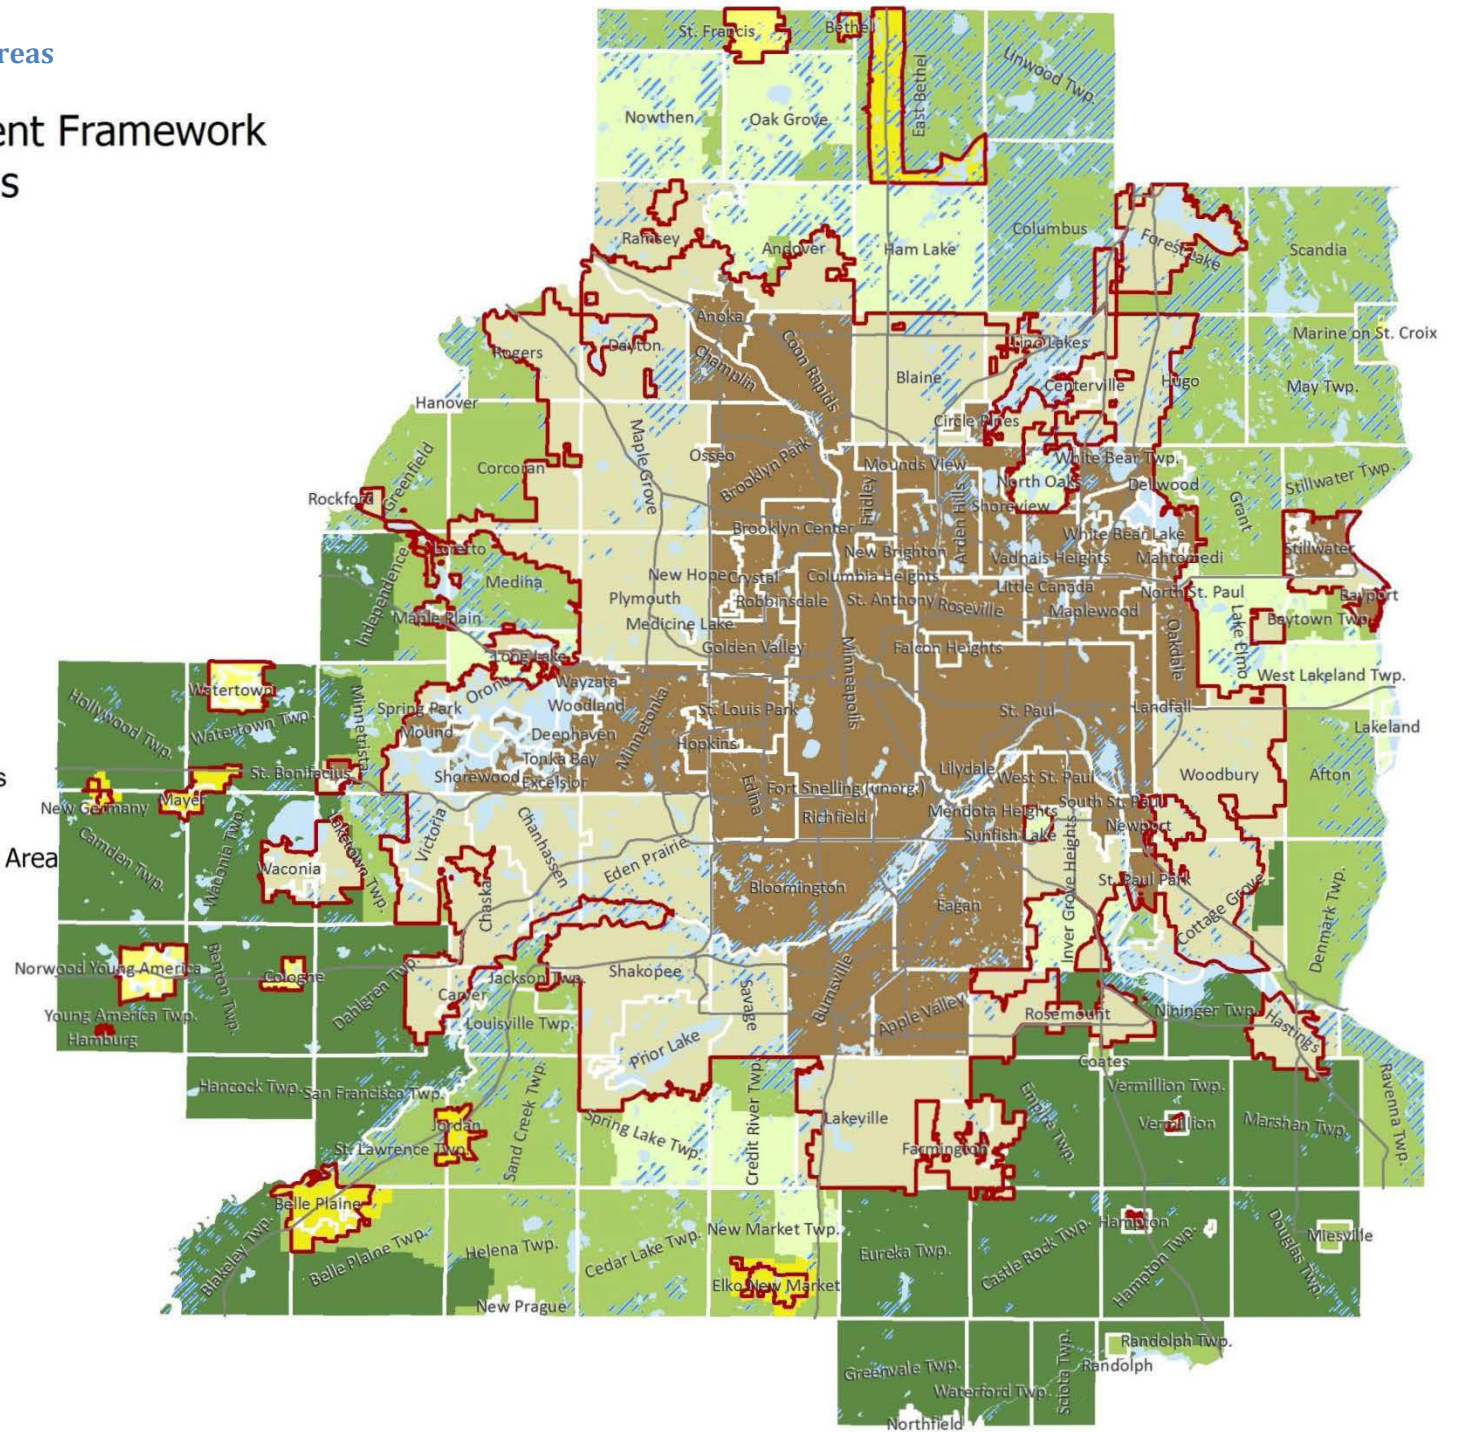 reas
ent Framework
s
s
Area
St. Francis
Bethel
East Bethel
Linwood Twp.
Nowthen
Oak Grove
Ramsey
Andover
Ham Lake
Columbus
Forest Lake
Scandia
Anoka
Rogers
Dayton
Champlin
Coon Rapids
Blaine
Lino Lakes
Centerville
Hugo
Marine on St. Croix
May Twp.
Hanover
Circle Pines
Corcoran
Greenfield
Maple Grove
Osseo
Brooklyn Park
Mounds View
White Bear Twp.
North Oaks
Dellwood
Grant
Stillwater Twp.
Rockford
Fridley
Shoreview
Arden Hills
Brooklyn Center
White Bear Lake
Stillwater
Loretto
Independence
Medina
New Hope
Crystal
New Brighton
Columbia Heights
Vadnais Heights
Mahtomedi
Little Canada
North St. Paul
Bayport
Plymouth
Robbinsdale
St. Anthony
Roseville
Maplewood
Lake Elmo
Baytown Twp.
Maple Plain
Medicine Lake
Golden Valley
Minneapolis
Falcon Heights
Oakdale
Long Lake
West Lakeland Twp.
Watertown
Hollywood Twp.
Watertown Twp.
Minnetrista
Orono
Wayzata
Woodland
Spring Park
Mound
Deephaven
Minnetonka
St. Louis Park
Hopkins
St. Paul
Landfall
Lakeland
Tonka Bay
Shorewood
Excelsior
St. Bonifacius
Lilydale
West St. Paul
Woodbury
Afton
New Germany
Mayer
Edina
Fort Snelling (unorg.)
Richfield
Mendota Heights
South St. Paul
Sunfish Lake
Newport
Camden Twp.
Waconia Twp.
Waconia
Laketown Twp.
Victoria
Chanhassen
Eden Prairie
Bloomington
Chaska
Eagan
Inver Grove Heights
St. Paul Park
Cottage Grove
Denmark Twp.
Norwood Young America
Benton Twp.
Cologne
Dahlgren Twp.
Carver
Jackson Twp.
Shakopee
Savage
Burnsville
Young America Twp.
Hamburg
Louisville Twp.
Prior Lake
Apple Valley
Rosemount
Nininger Twp.
Hastings
Coates
Hancock Twp.
San Francisco Twp.
Jordan
Sand Creek Twp.
Spring Lake Twp.
Credit River Twp.
Lakeville
Farmington
Empire Twp.
Vermillion Twp.
Vermillion
Marshan Twp.
Ravenna Twp.
St. Lawrence Twp.
Belle Plaine
Blakeley Twp.
Belle Plaine Twp.
Helena Twp.
Cedar Lake Twp.
New Market Twp.
Elko New Market
Eureka Twp.
Castle Rock Twp.
Hampton
Hampton Twp.
Douglas Twp.
Miesville
New Prague
Greenvale Twp.
Waterford Twp.
Sciota Twp.
Randolph Twp.
Randolph
Northfield